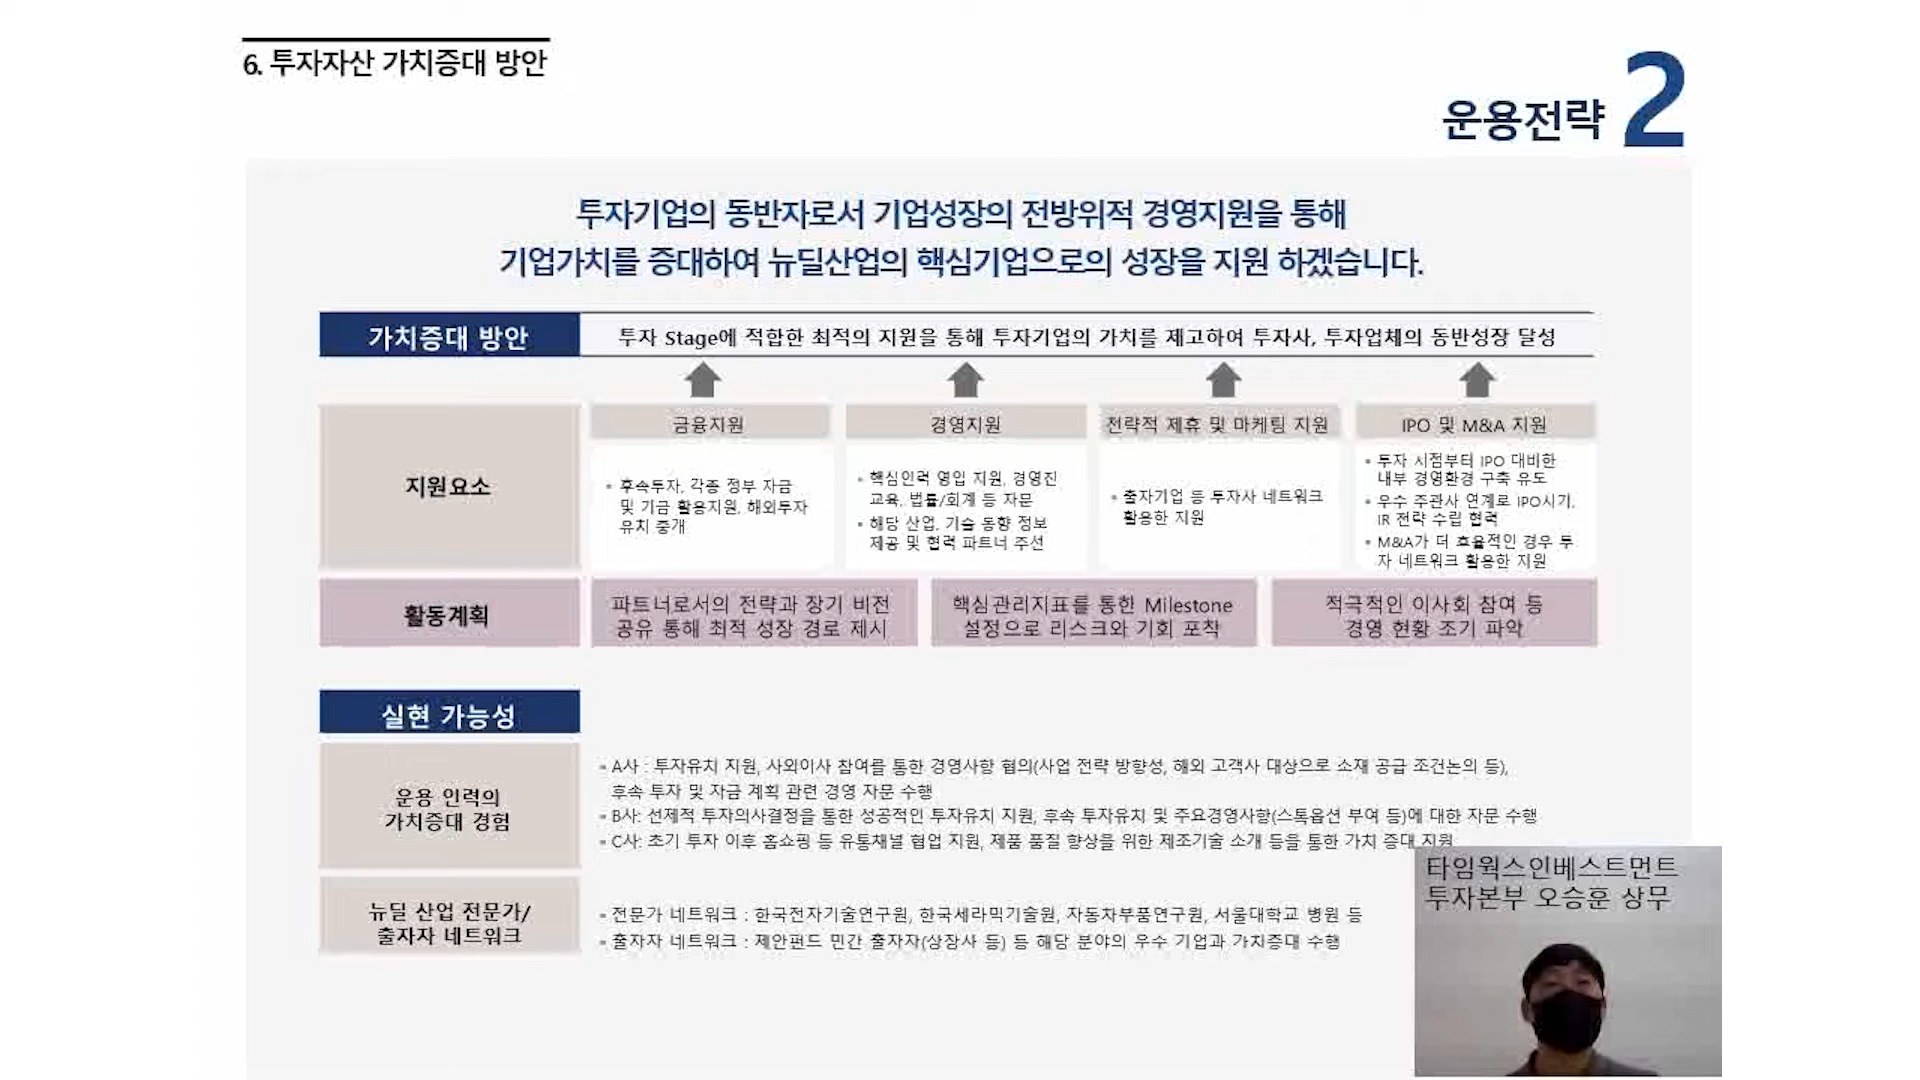 6. 투자자산 가치증대 방안
운용전략 2
투자기업의 동반자로서 기업성장의 전방위적 경영지원을 통해
기업가치를 증대하여 뉴딜산업의 핵심기업으로의 성장을 지원 하겠습니다.
가치증대 방안
투자 Stage에 적합한 최적의 지원을 통해 투자기업의 가치를 제고하여 투자사, 투자업체의 동반성장 달성
지원요소
금융지원
• 후속투자, 각종 정부 자금
및 기금 활용지원, 해외투자
유치 중개
경영지원
• 핵심인력 영입 지원, 경영진
교육, 법률/회계 등 자문
• 해당 산업, 기술 동향 정보
제공 및 협력 파트너 주선
전략적 제휴 및 마케팅 지원
• 출자기업 등 투자사 네트워크
활용한 지원
IPO 및 M&A 지원
• 투자 시점부터 IPO 대비한
내부 경영환경 구축 유도
• 우수 주관사 연계로 IPO시기,
IR 전략 수립 협력
• M&A가 더 효율적인 경우 투
자 네트워크 활용한 지원
활동계획
파트너로서의 전략과 장기 비전
공유 통해 최적 성장 경로 제시
핵심관리지표를 통한 Milestone
설정으로 리스크와 기회 포착
적극적인 이사회 참여 등
경영 현황 조기 파악
실현 가능성
운용 인력의
가치증대 경험
• A사 : 투자유치 지원, 사외이사 참여를 통한 경영사항 협의(사업 전략 방향성, 해외 고객사 대상으로 소재 공급 조건논의 등),
후속 투자 및 자금 계획 관련 경영 자문 수행
• B사: 선제적 투자의사결정을 통한 성공적인 투자유치 지원, 후속 투자유치 및 주요경영사항(스톡옵션 부여 등)에 대한 자문 수행
• C사: 초기 투자 이후 홈쇼핑 등 유통채널 협업 지원, 제품 품질 향상을 위한 제조기술 소개 등을 통한 가치 증대 지원
뉴딜 산업 전문가/
출자자 네트워크
• 전문가 네트워크 : 한국전자기술연구원, 한국세라믹기술원, 자동차부품연구원, 서울대학교 병원 등
• 출자자 네트워크 : 제안펀드 민간 출자자(상장사 등) 등 해당 분야의 우수 기업과 가치증대 수행
타임웍스인베스트먼트
투자본부 오승훈 상무